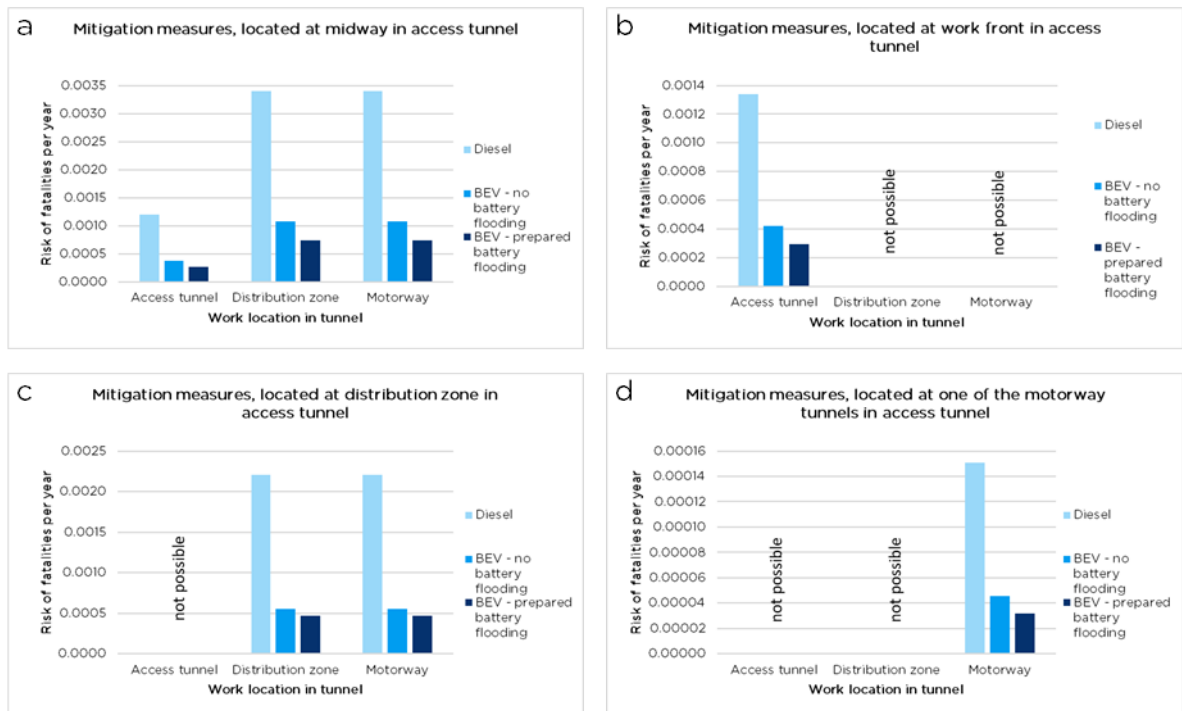 a
Mitigation measures, located at midway in access tunnel
Risk of fatalities per year
0.0035
0.0030
0.0025
0.0020
0.0015
0.0010
0.0005
0.0000
Access tunnel
Distribution zone
Motorway
Work location in tunnel
Diesel
BEV - no
battery
flooding
BEV - prepared
battery
flooding
b
Mitigation measures, located at work front in access
tunnel
Risk of fatalities per year
0.0014
0.0012
0.0010
0.0008
0.0006
0.0004
0.0002
0.0000
not possible
not possible
Access tunnel
Distribution zone
Motorway
Work location in tunnel
Diesel
BEV - no
battery
flooding
BEV -
prepared
battery
flooding
c
Mitigation measures, located at distribution zone in
access tunnel
Risk of fatalities per year
0.0025
0.0020
0.0015
0.0010
0.0005
0.0000
not possible
Access tunnel
Distribution zone
Motorway
Work location in tunnel
Diesel
BEV - no
battery
flooding
BEV - prepared
battery
flooding
d
Mitigation measures, located at one of the motorway
tunnels in access tunnel
Risk of fatalities per year
0.00016
0.00014
0.00012
0.00010
0.00008
0.00006
0.00004
0.00002
0.00000
not possible
not possible
Access tunnel
Distribution zone
Motorway
Work location in tunnel
Diesel
BEV - no
battery
flooding
BEV - prepared
battery
flooding